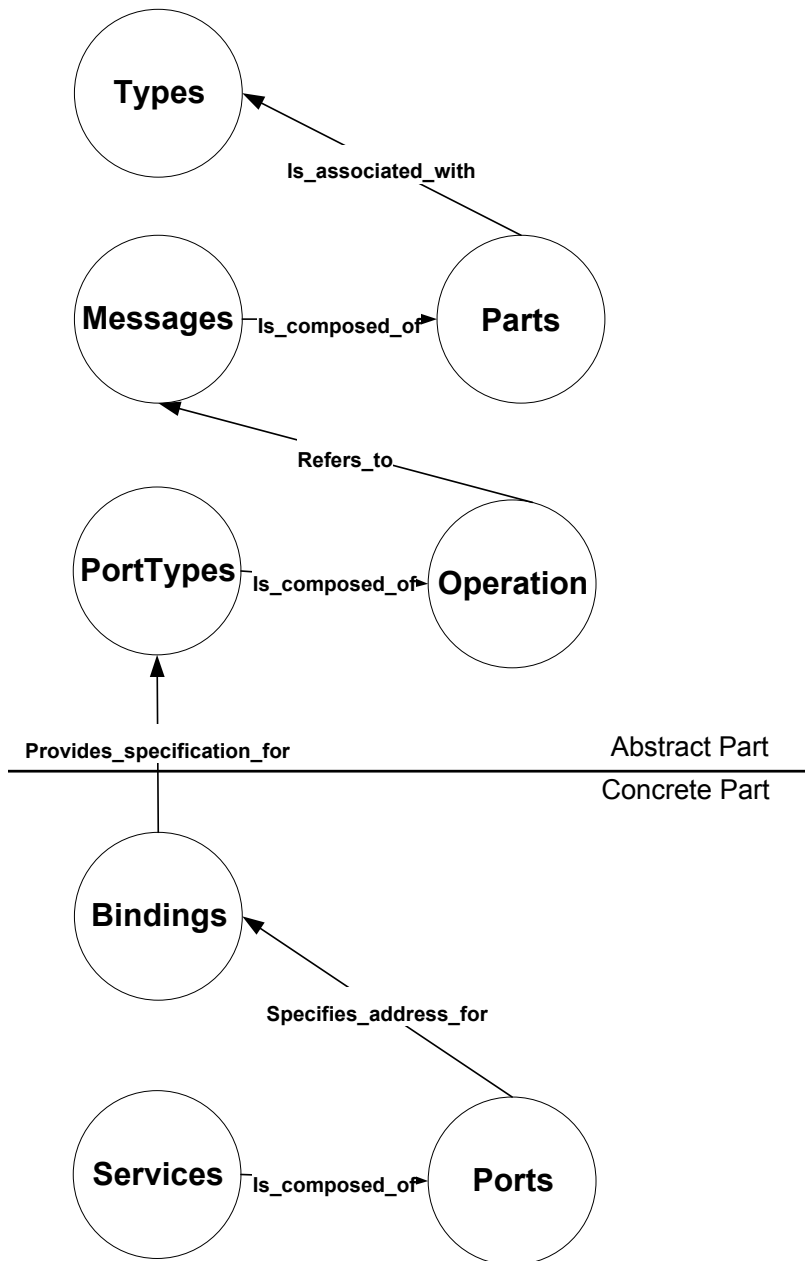 Types
Is_associated_with
Messages
Is_composed_of
Parts
Refers_to
PortTypes
Is_composed_of
Operation
Provides_specification_for
Abstract Part
Concrete Part
Bindings
Specifies_address_for
Services
Is_composed_of
Ports